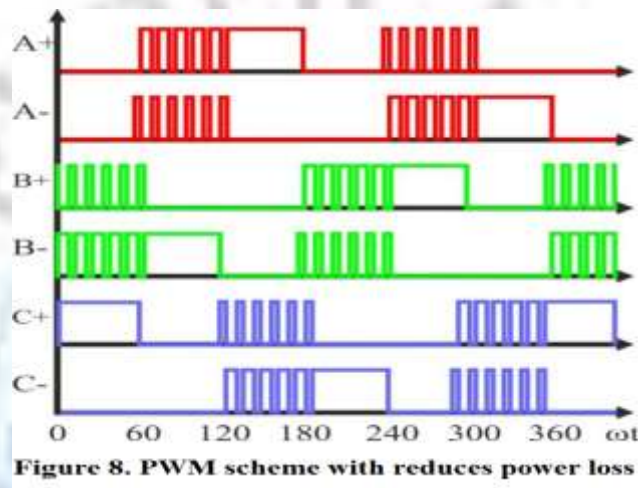 A+
A-
B+
B-
C+
C-
0 60 120 180 240 300 360 ωt
Figure 8. PWM scheme with reduces power loss